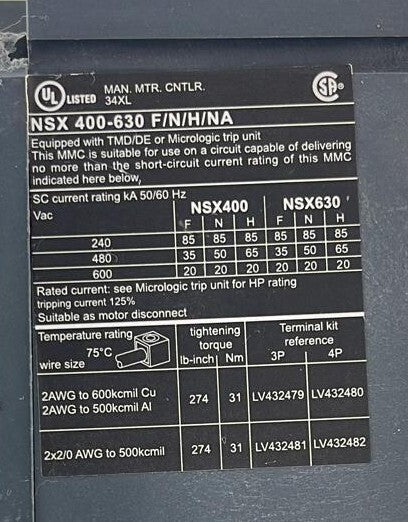 UL LISTED MAN. MTR. CNTLR.
34XL
SA
NSX 400-630 F/N/H/NA
Equipped with TMD/DE or Micrologic trip unit
This MMC is suitable for use on a circuit capable of delivering
no more than the short-circuit current rating of this MMC
indicated here below,
SC current rating kA 50/60 Hz
Vac NSX400 NSX630
F N H F N H
240 85 85 85 85 85 85
480 35 50 65 35 50 65
600 20 20 20 20 20 20
Rated current: see Micrologic trip unit for HP rating
tripping current 125%
Suitable as motor disconnect
Temperature rating tightening Terminal kit
75°C torque reference
wire size lb-inch Nm 3P 4P
2AWG to 600kcmil Cu 274 31 LV432479 LV432480
2AWG to 500kcmil Al
2x2/0 AWG to 500kcmil 274 31 LV432481 LV432482